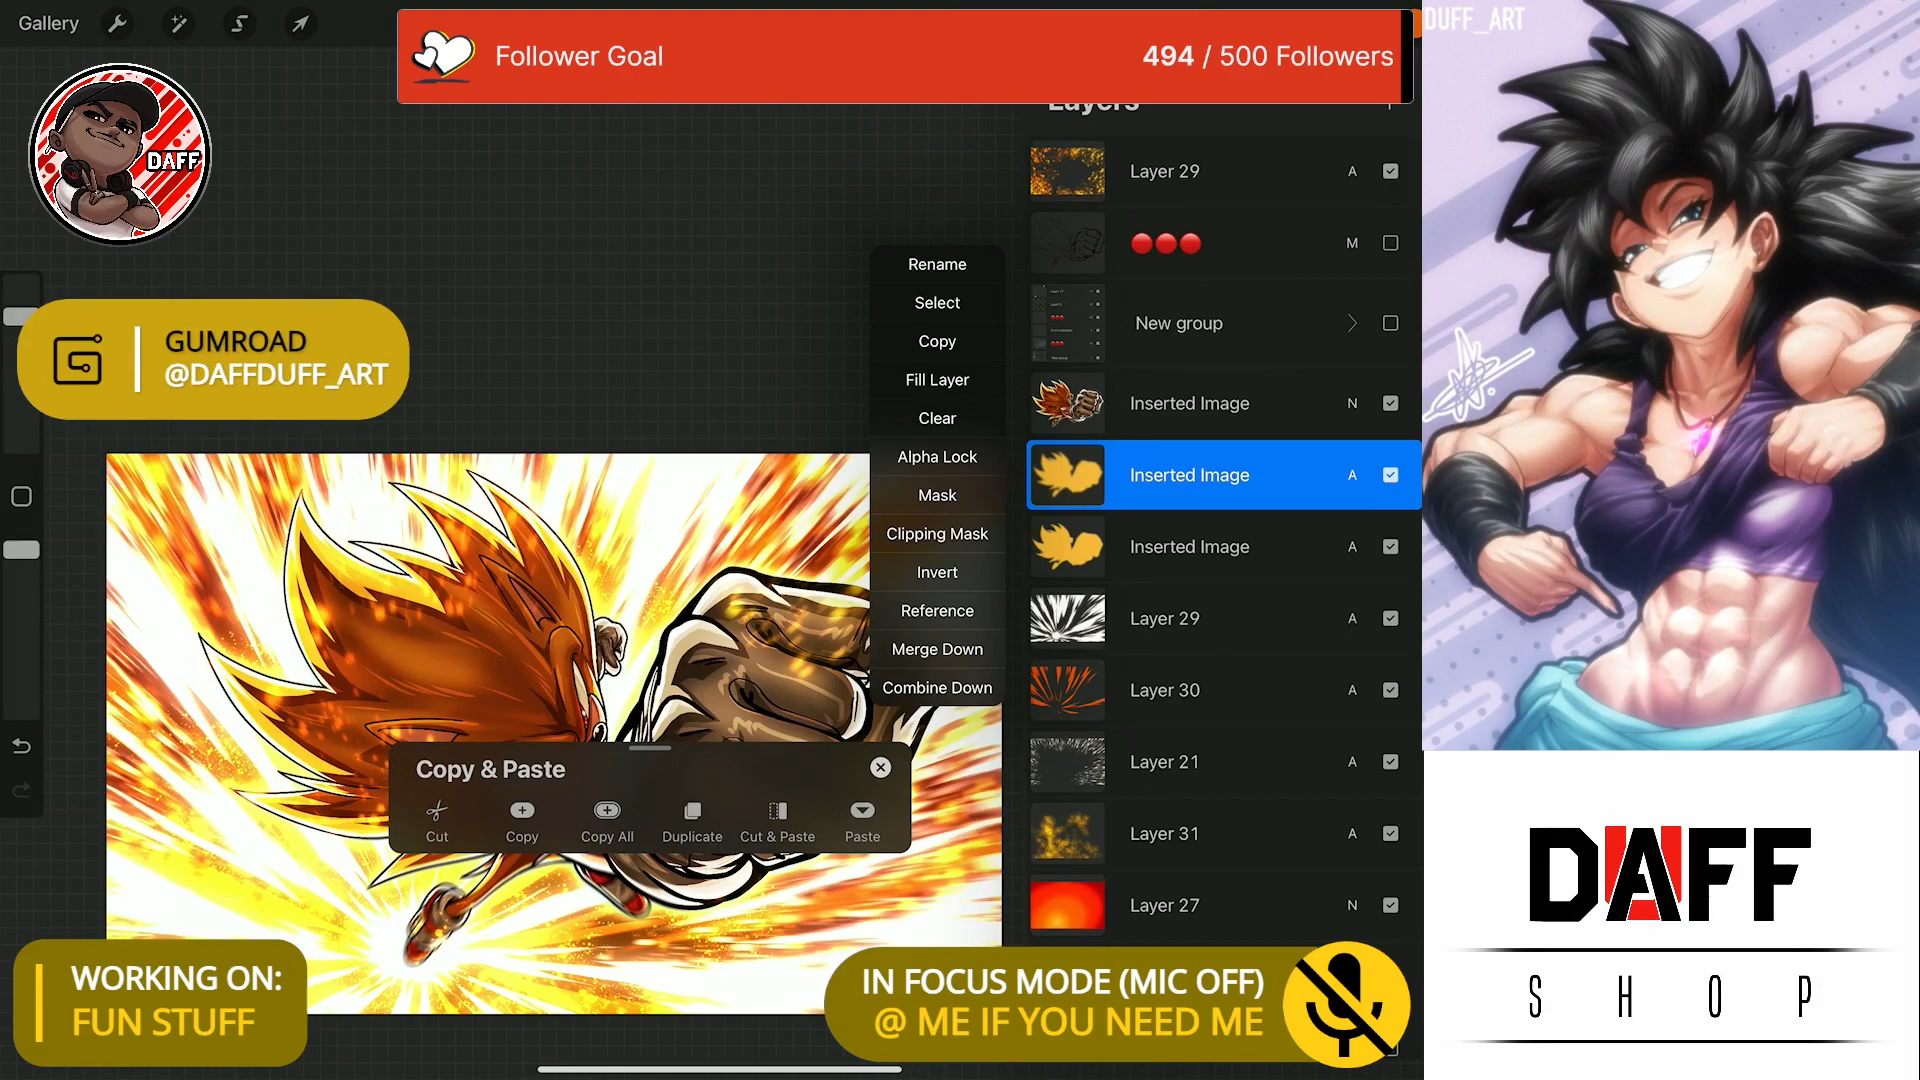 Gallery
Follower Goal
494 / 500 Followers
DUFF_ART
Layers
DAFF
Layer 29 A
M
New group
Inserted Image N
Inserted Image A
Inserted Image A
Layer 29 A
Layer 30 A
Layer 21 A
Layer 31 A
Layer 27 N
Rename
Select
Copy
Fill Layer
Clear
Alpha Lock
Mask
Clipping Mask
Invert
Reference
Merge Down
Combine Down
GUMROAD
@DAFFDUFF_ART
Copy & Paste
Cut Copy Copy All Duplicate Cut & Paste Paste
WORKING ON:
FUN STUFF
IN FOCUS MODE (MIC OFF)
@ ME IF YOU NEED ME
DAFF
SHOP